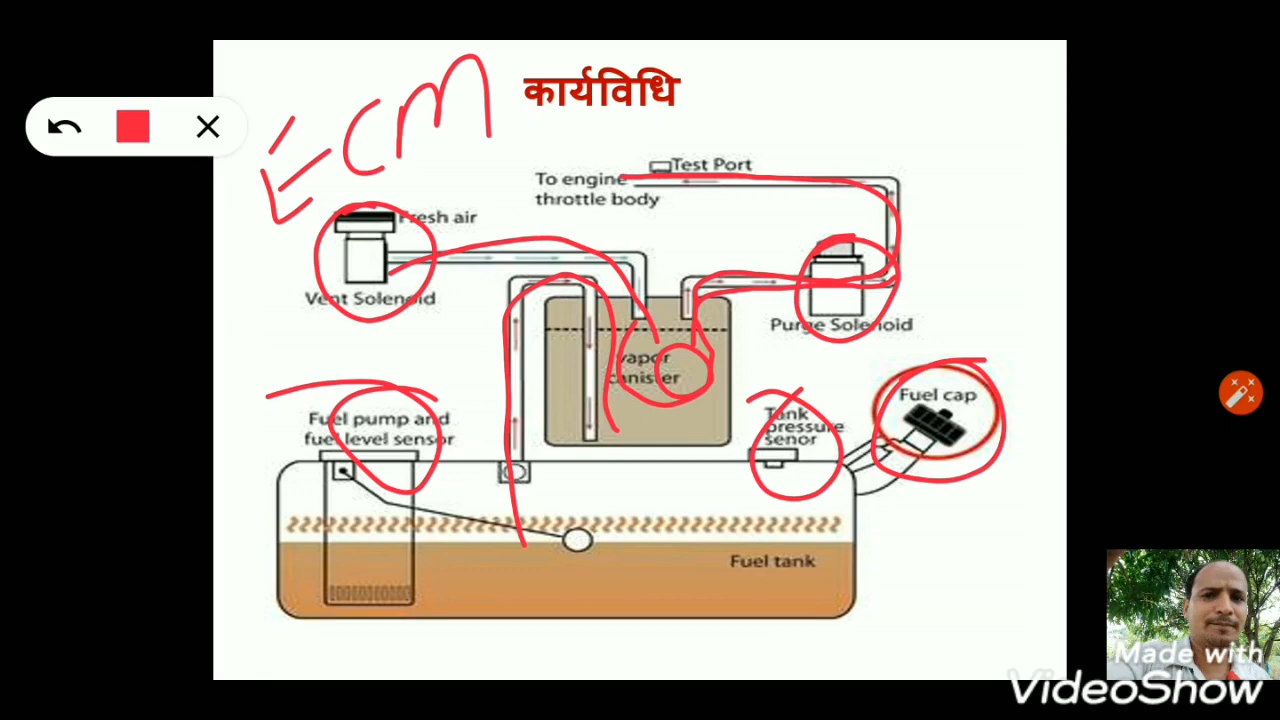 ECM
कार्यविधि
Test Port
To engine
throttle body
Fresh air
Vent Solenoid
Purge Solenoid
vapor
canister
Fuel cap
Fuel pump and
fuel level sensor
Tank
pressure
senor
Fuel tank
Made with
VideoShow